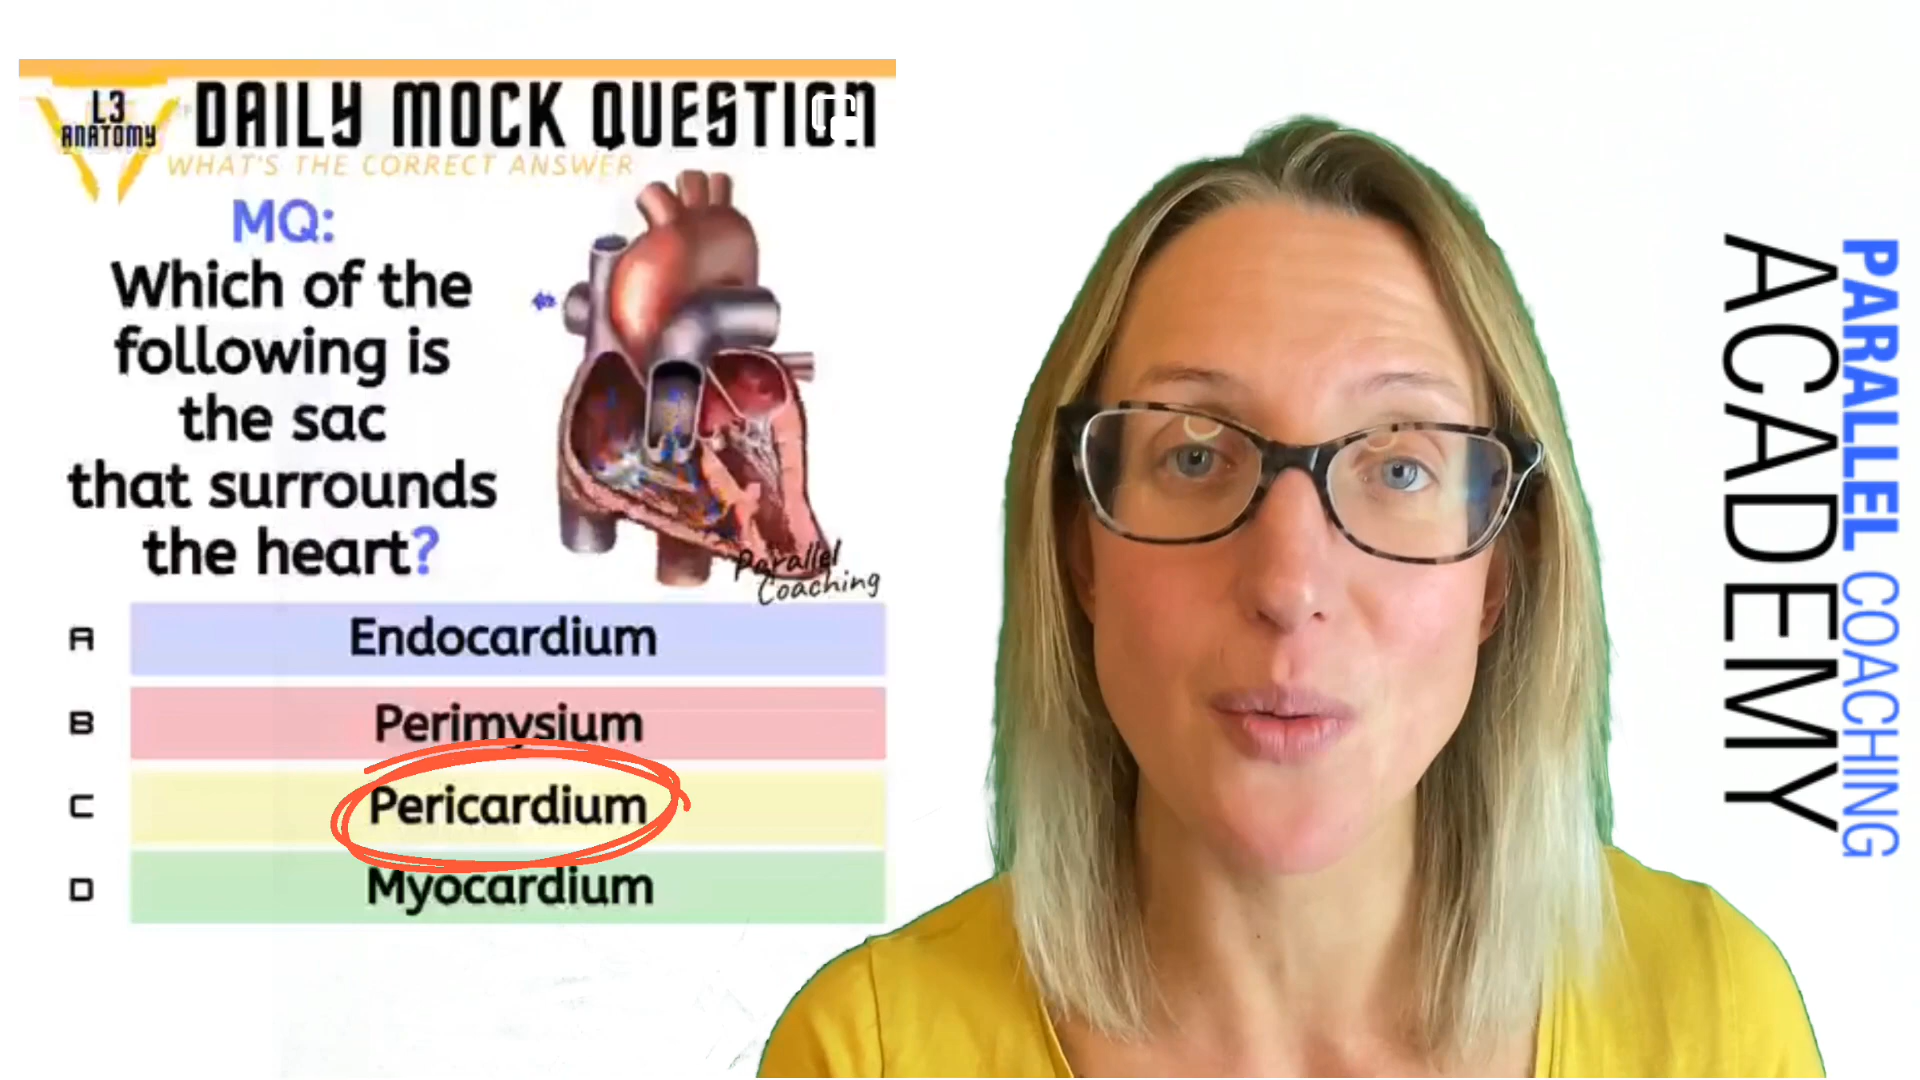 L3
ANATOMY
DAILY MOCK QUESTION
WHAT'S THE CORRECT ANSWER
MQ:
Which of the
following is
the sac
that surrounds
the heart?
Parallel
Coaching
A Endocardium
B Perimysium
C Pericardium
D Myocardium
PARALLEL COACHING
ACADEMY